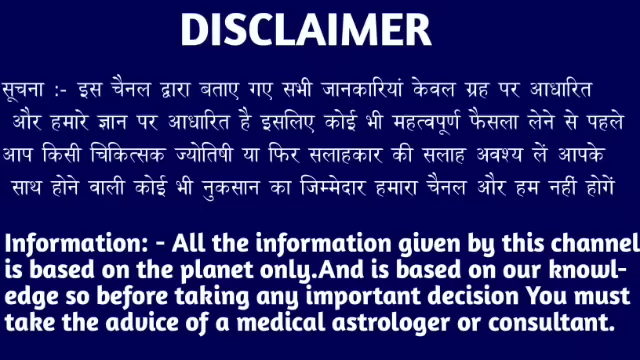 DISCLAIMER
सूचना :- इस चैनल द्वारा बताए गए सभी जानकारियां केवल ग्रह पर आधारित
और हमारे ज्ञान पर आधारित है इसलिए कोई भी महत्वपूर्ण फैसला लेने से पहले
आप किसी चिकित्सक ज्योतिषी या फिर सलाहकार की सलाह अवश्य लें आपके
साथ होने वाली कोई भी नुकसान का जिम्मेदार हमारा चैनल और हम नहीं होगें
Information: - All the information given by this channel
is based on the planet only.And is based on our knowl-
edge so before taking any important decision You must
take the advice of a medical astrologer or consultant.